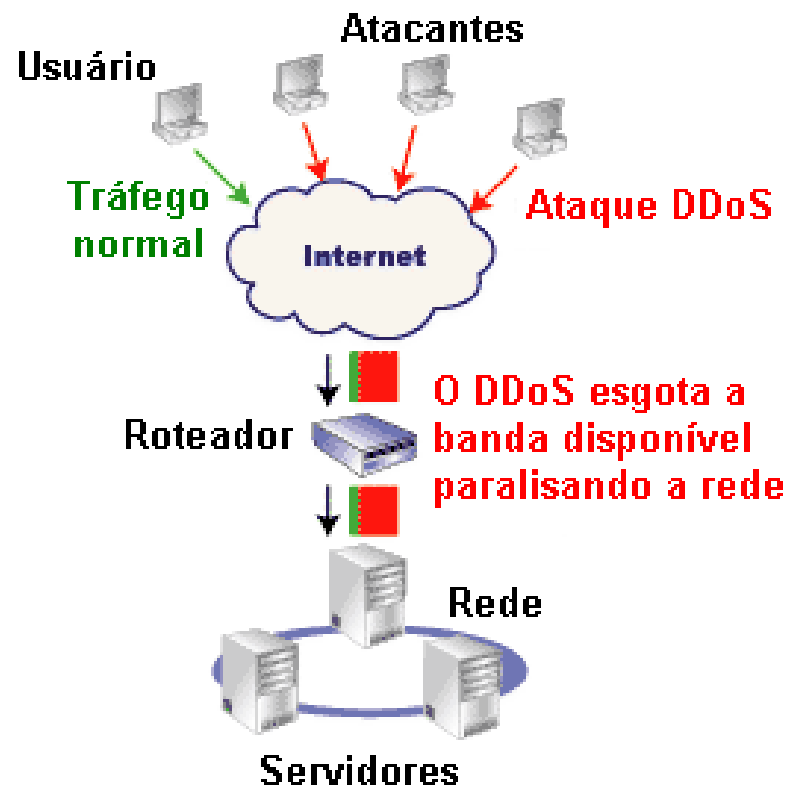 Atacantes
Usuário
Tráfego
normal
Ataque DDoS
Internet
O DDoS esgota a
banda disponível
paralisando a rede
Roteador
Rede
Servidores